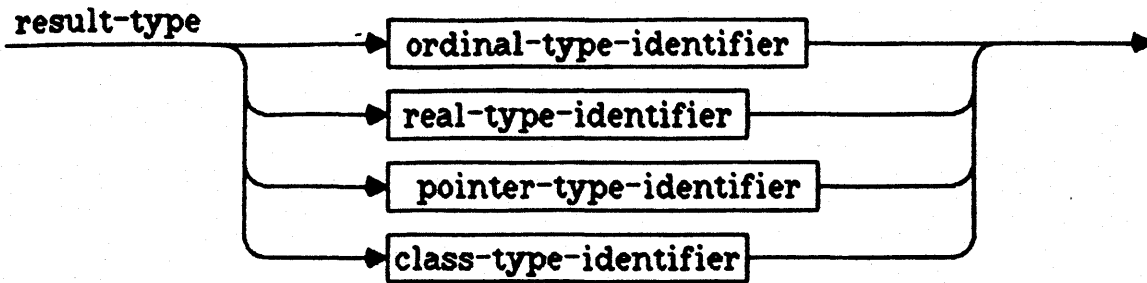 result-type
ordinal-type-identifier
real-type-identifier
pointer-type-identifier
class-type-identifier